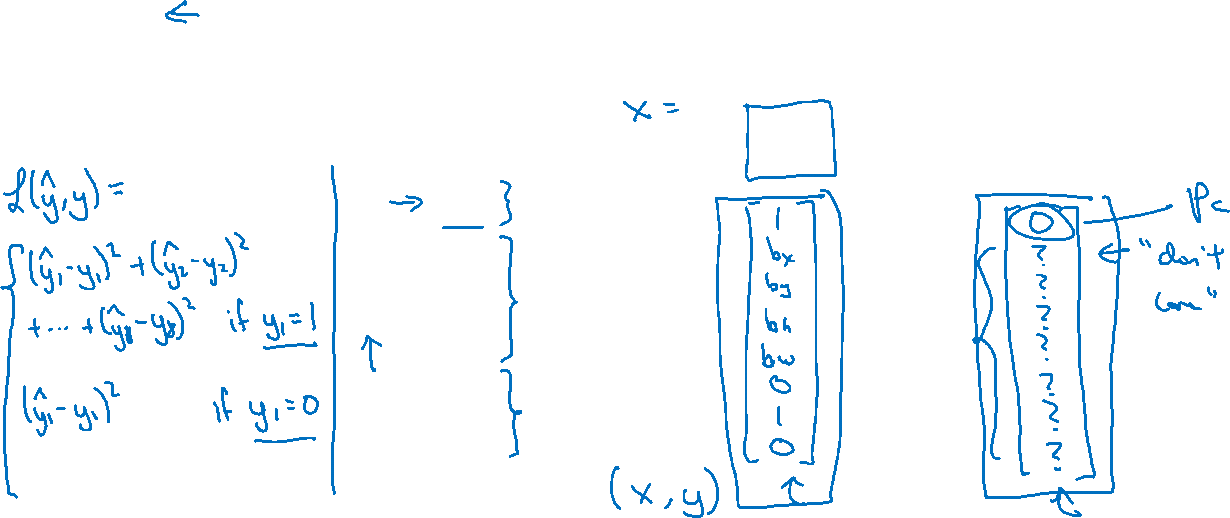 x =
ℒ(ŷ, y) =
(ŷ₁ - y₁)² + (ŷ₂ - y₂)²
+ ... + (ŷ₈ - y₈)² if y₁ = 1
(ŷ₁ - y₁)² if y₁ = 0
1
bx
by
bh
bw
0
1
0
(x, y)
0
?
?
?
?
?
?
?
Pc
"don't
care"